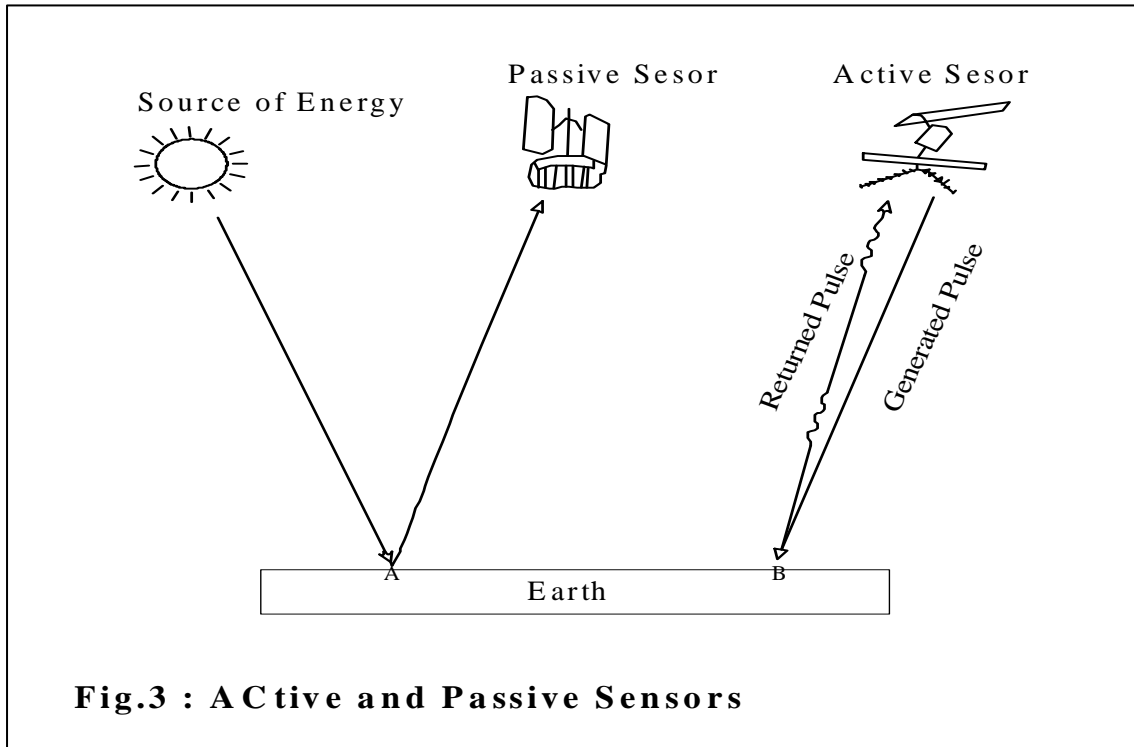 Passive Sesor
Active Sesor
Source of Energy
Returned Pulse
Generated Pulse
A
B
Earth
Fig.3 : ACtive and Passive Sensors